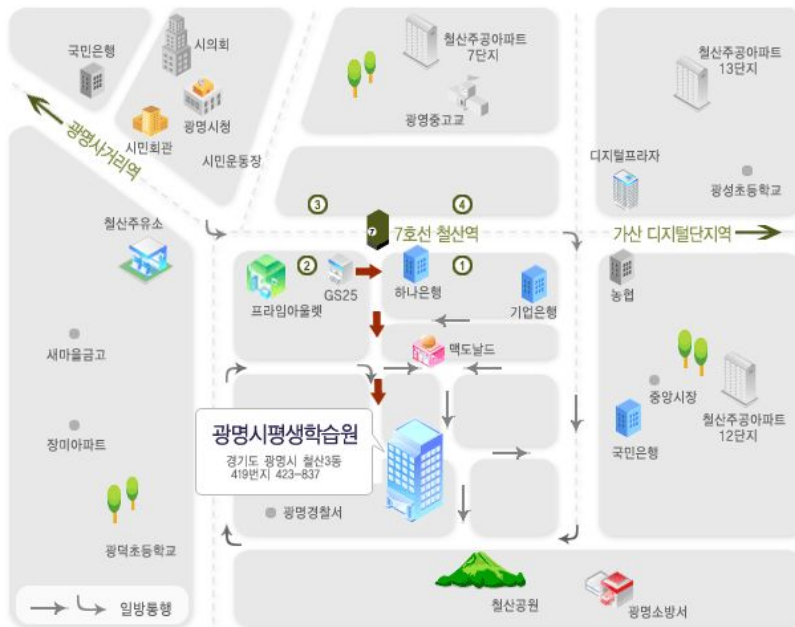 국민은행
시의회
철산주공아파트
7단지
철산주공아파트
13단지
광명시청
광명중고교
시민회관
광명사거리역
시민운동장
디지털프라자
광성초등학교
철산주유소
3
4
7
7호선 철산역
가산 디지털단지역
2
1
프라임아울렛
GS25
하나은행
기업은행
농협
새마을금고
맥도날드
중앙시장
철산주공아파트
12단지
장미아파트
광명시평생학습원
경기도 광명시 철산3동
419번지 423-837
국민은행
광명경찰서
광덕초등학교
철산공원
광명소방서
일방통행